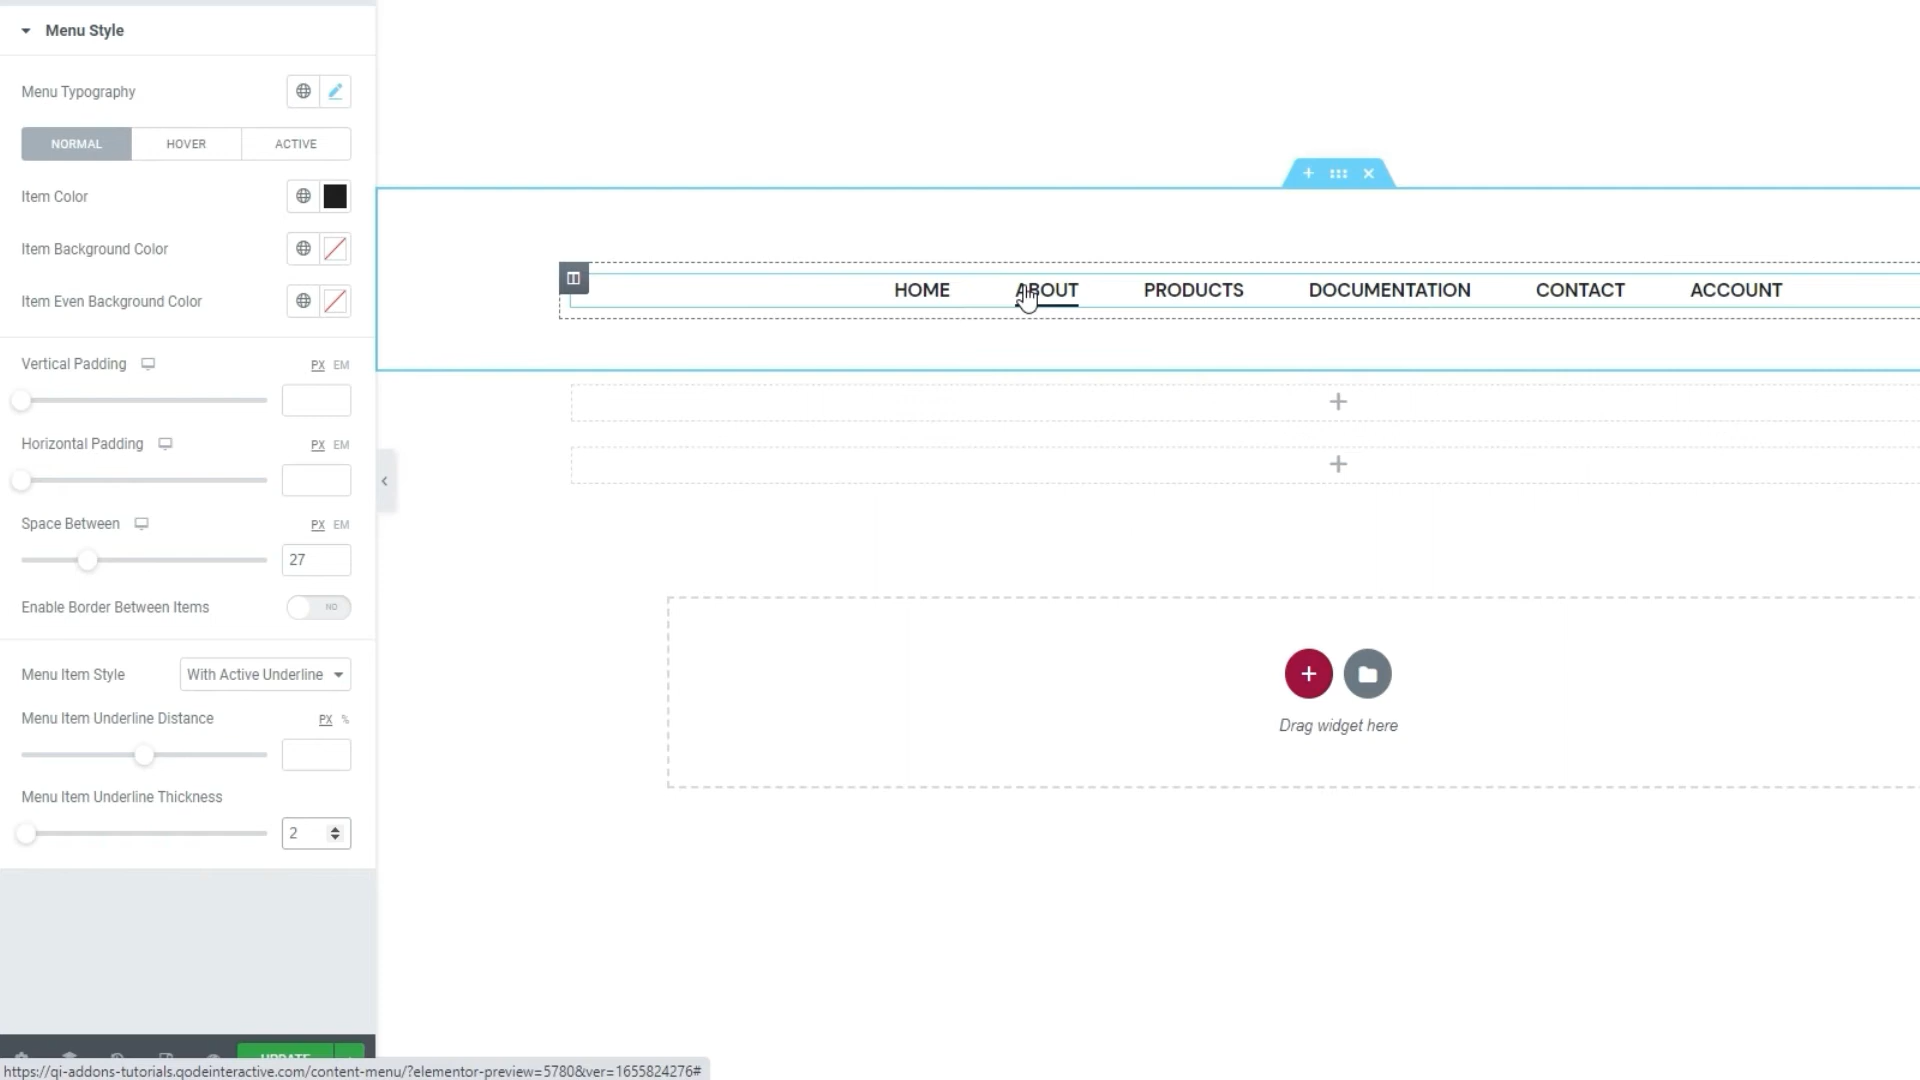 Menu Style
Menu Typography
NORMAL HOVER ACTIVE
Item Color
Item Background Color
Item Even Background Color
Vertical Padding PX EM
Horizontal Padding PX EM
Space Between PX EM
27
Enable Border Between Items NO
Menu Item Style With Active Underline
Menu Item Underline Distance PX %
Menu Item Underline Thickness
2
UPDATE
https://qi-addons-tutorials.qodeinteractive.com/content-menu/?elementor-preview=5780&ver=1655824276#
HOME ABOUT PRODUCTS DOCUMENTATION CONTACT ACCOUNT
Drag widget here